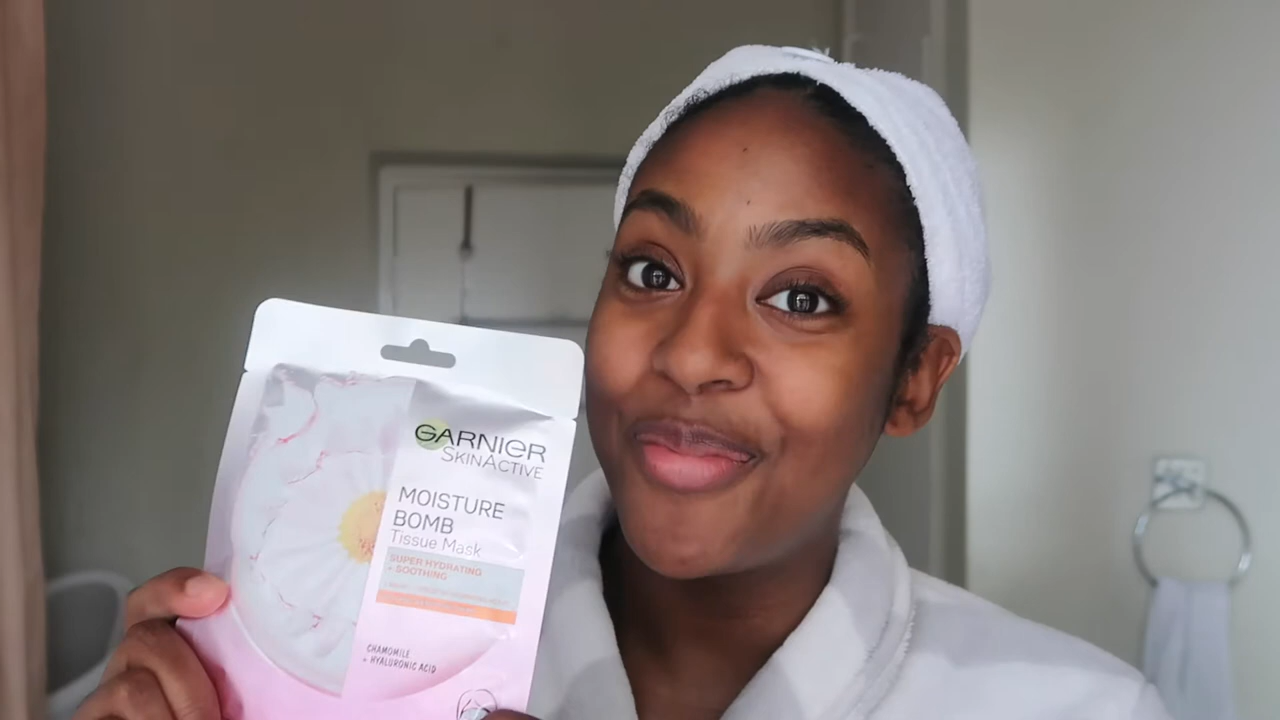 GARNIER
SKINACTIVE
MOISTURE
BOMB
Tissue Mask
SUPER HYDRATING
+ SOOTHING
CHAMOMILE
+ HYALURONIC ACID